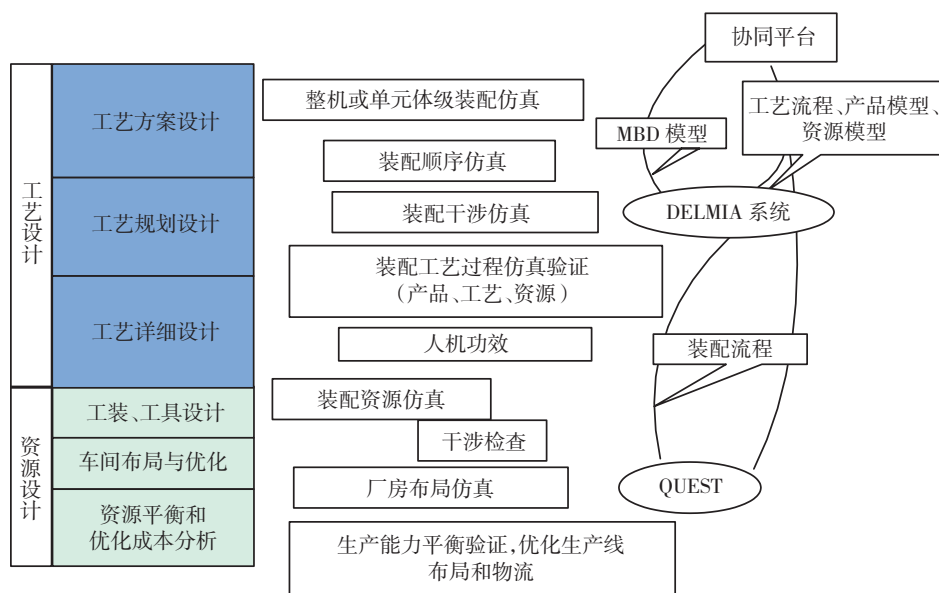 协同平台
工艺流程、产品模型、
资源模型
MBD 模型
DELMIA 系统
装配流程
QUEST
工艺设计
工艺方案设计
工艺规划设计
工艺详细设计
资源设计
工装、工具设计
车间布局与优化
资源平衡和
优化成本分析
整机或单元体级装配仿真
装配顺序仿真
装配干涉仿真
装配工艺过程仿真验证
(产品、工艺、资源)
人机功效
装配资源仿真
干涉检查
厂房布局仿真
生产能力平衡验证,优化生产线
布局和物流